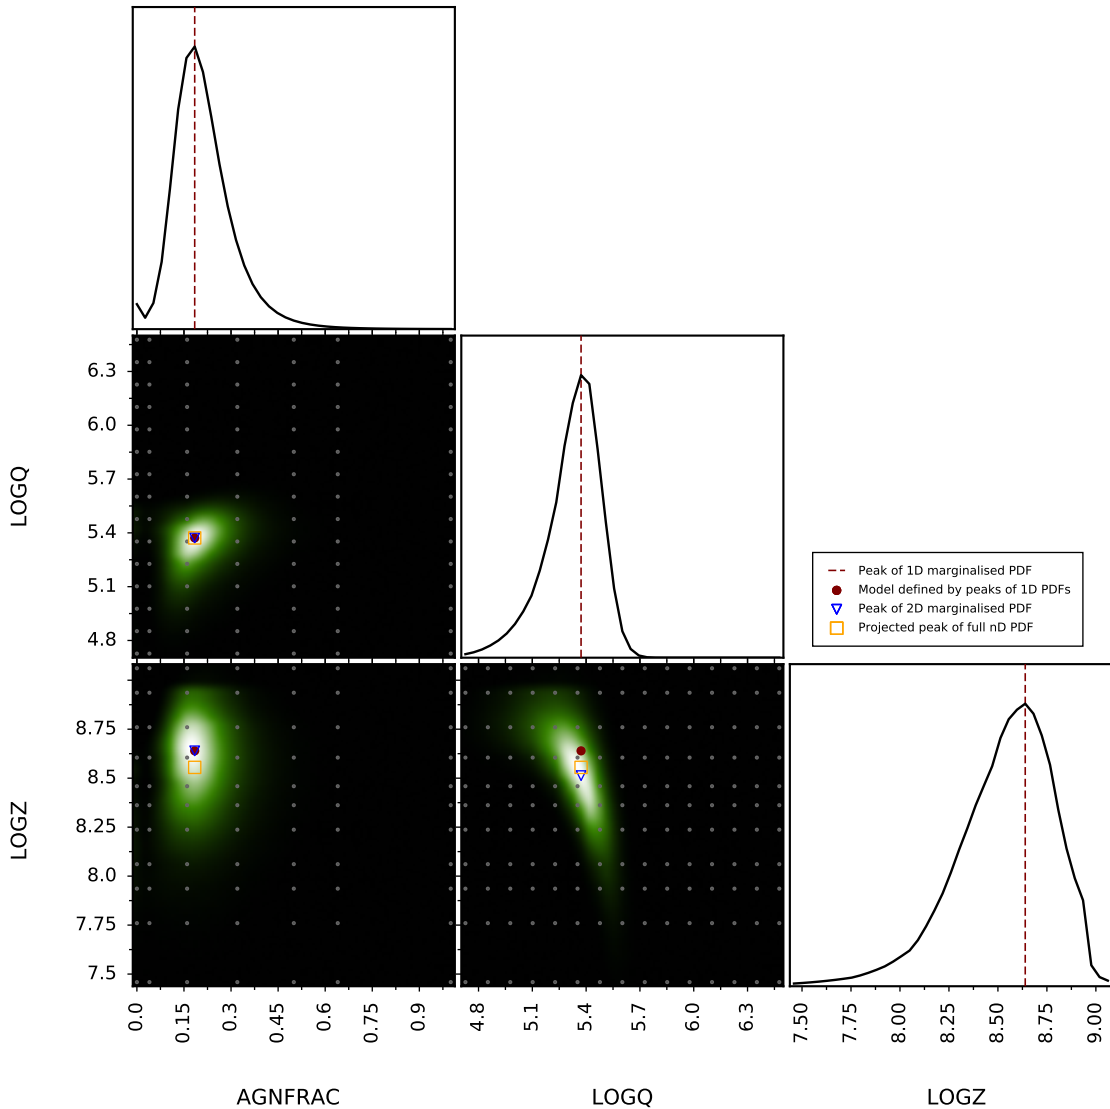 6.3
6.0
5.7
5.4
5.1
4.8
LOGQ
Peak of 1D marginalised PDF
Model defined by peaks of 1D PDFs
Peak of 2D marginalised PDF
Projected peak of full nD PDF
8.75
8.5
8.25
8.0
7.75
7.5
LOGZ
0.0 0.15 0.3 0.45 0.6 0.75 0.9
4.8 5.1 5.4 5.7 6.0 6.3
7.50 7.75 8.00 8.25 8.50 8.75 9.00
AGNFRAC LOGQ LOGZ